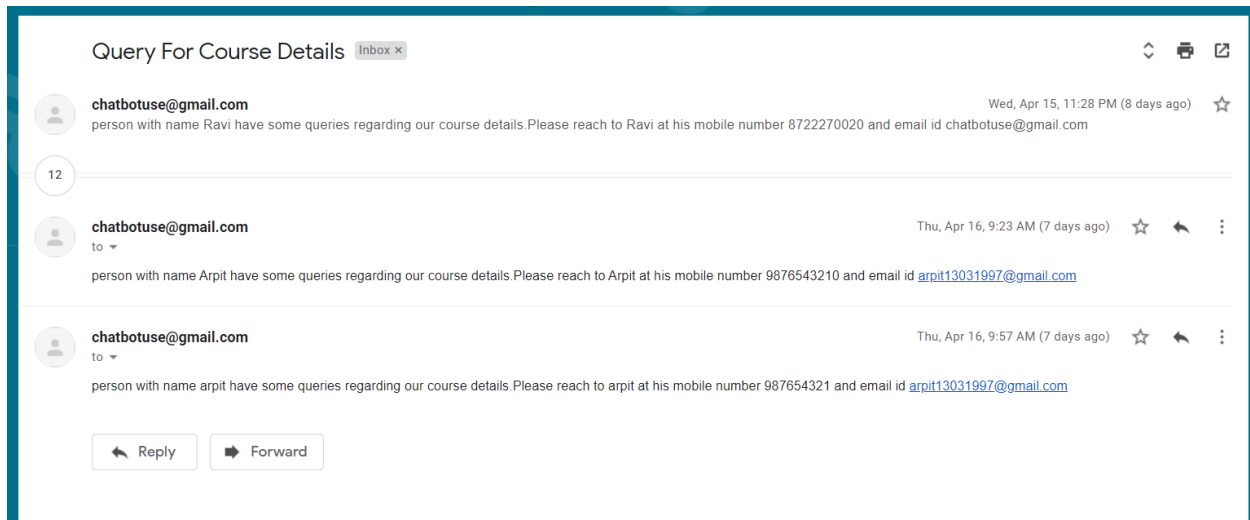 Query For Course Details Inbox ×
chatbotuse@gmail.com Wed, Apr 15, 11:28 PM (8 days ago)
person with name Ravi have some queries regarding our course details.Please reach to Ravi at his mobile number 8722270020 and email id chatbotuse@gmail.com
12
chatbotuse@gmail.com Thu, Apr 16, 9:23 AM (7 days ago)
to
person with name Arpit have some queries regarding our course details.Please reach to Arpit at his mobile number 9876543210 and email id arpit13031997@gmail.com
chatbotuse@gmail.com Thu, Apr 16, 9:57 AM (7 days ago)
to
person with name arpit have some queries regarding our course details.Please reach to arpit at his mobile number 987654321 and email id arpit13031997@gmail.com
Reply Forward